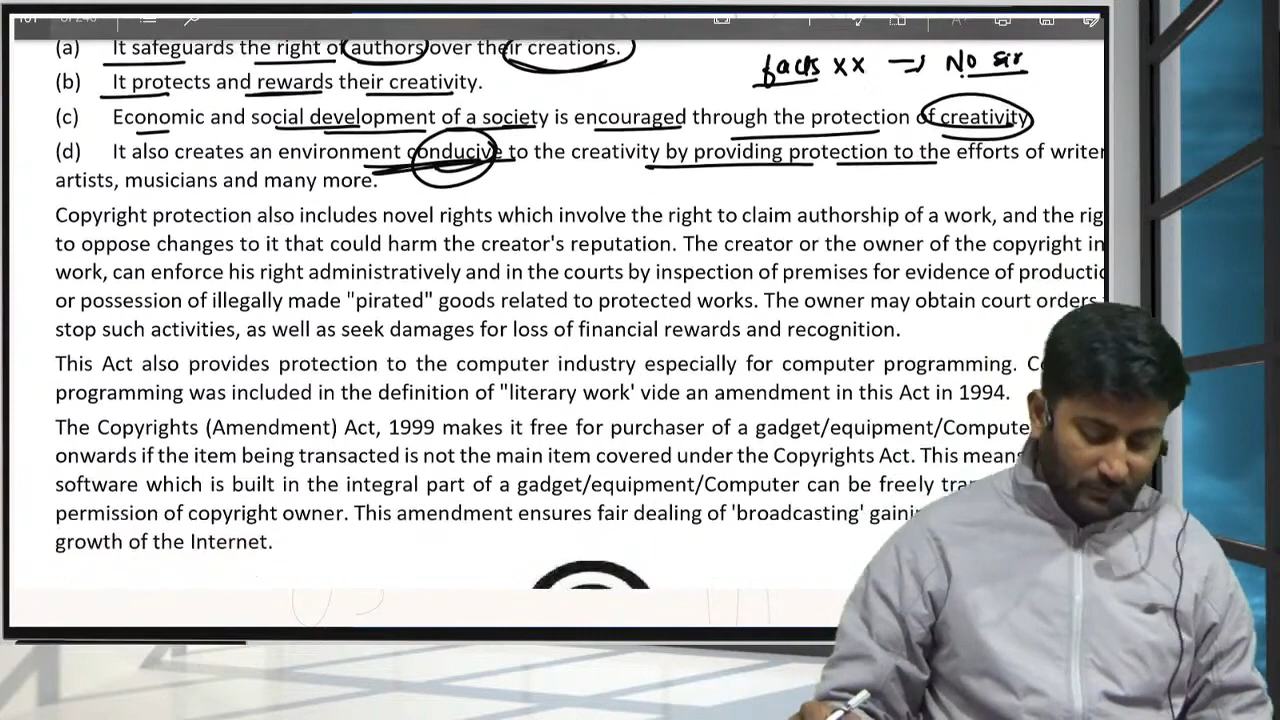 (a) It safeguards the right of authors over their creations.
facts xx → No sir
(b) It protects and rewards their creativity.
(c) Economic and social development of a society is encouraged through the protection of creativity
(d) It also creates an environment conducive to the creativity by providing protection to the efforts of writer
artists, musicians and many more.
Copyright protection also includes novel rights which involve the right to claim authorship of a work, and the rig
to oppose changes to it that could harm the creator's reputation. The creator or the owner of the copyright in
work, can enforce his right administratively and in the courts by inspection of premises for evidence of productio
or possession of illegally made "pirated" goods related to protected works. The owner may obtain court orders
stop such activities, as well as seek damages for loss of financial rewards and recognition.
This Act also provides protection to the computer industry especially for computer programming.
programming was included in the definition of "literary work' vide an amendment in this Act in 1994.
The Copyrights (Amendment) Act, 1999 makes it free for purchaser of a gadget/equipment/Compute
onwards if the item being transacted is not the main item covered under the Copyrights Act. This means
software which is built in the integral part of a gadget/equipment/Computer can be freely
permission of copyright owner. This amendment ensures fair dealing of 'broadcasting'
growth of the Internet.